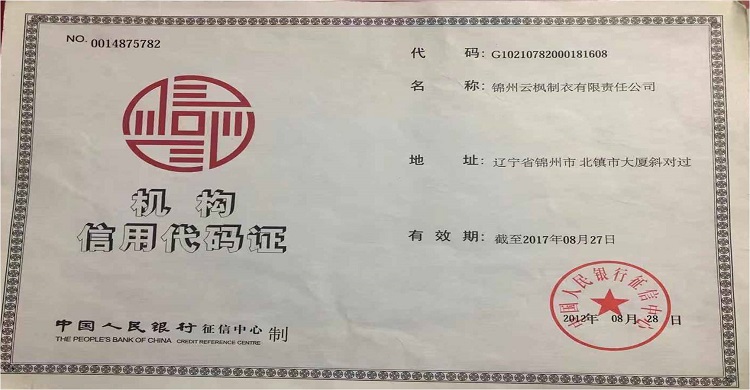 NO. 0014875782
机构
信用代码证
中国人民银行征信中心 制
THE PEOPLE'S BANK OF CHINA CREDIT REFERENCE CENTRE
代 码: G10210782000181608
名 称: 锦州云枫制衣有限责任公司
地 址: 辽宁省锦州市 北镇市大厦斜对过
有 效 期: 截至2017年08月27日
中国人民银行征信中心
2012年 08月 28日